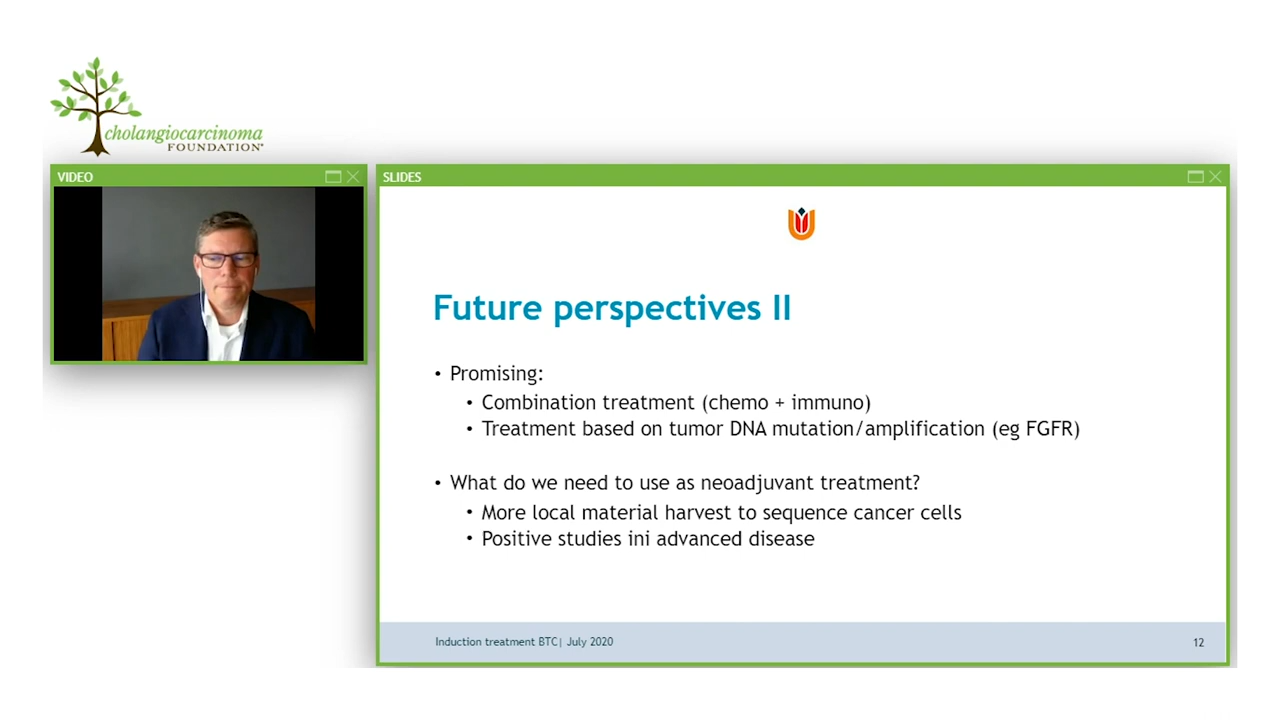 cholangiocarcinoma
FOUNDATION
VIDEO
SLIDES
Future perspectives II
• Promising:
• Combination treatment (chemo + immuno)
• Treatment based on tumor DNA mutation/amplification (eg FGFR)
• What do we need to use as neoadjuvant treatment?
• More local material harvest to sequence cancer cells
• Positive studies ini advanced disease
Induction treatment BTC| July 2020
12